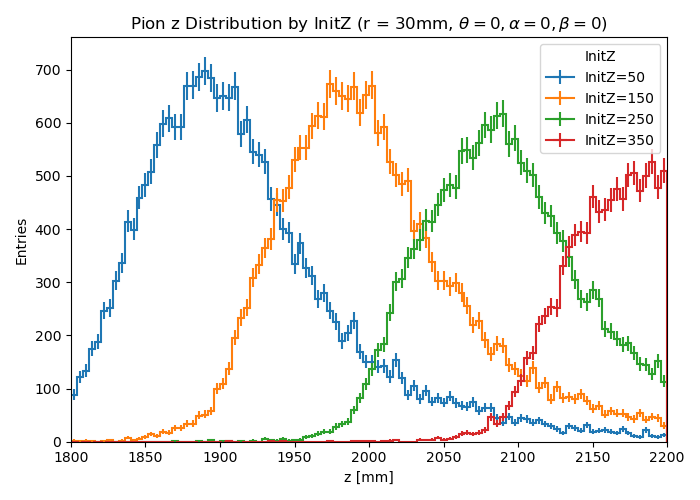 Pion z Distribution by InitZ (r = 30mm, θ = 0, α = 0, β = 0)
InitZ
InitZ=50
InitZ=150
InitZ=250
InitZ=350
Entries
700
600
500
400
300
200
100
0
1800 1850 1900 1950 2000 2050 2100 2150 2200
z [mm]